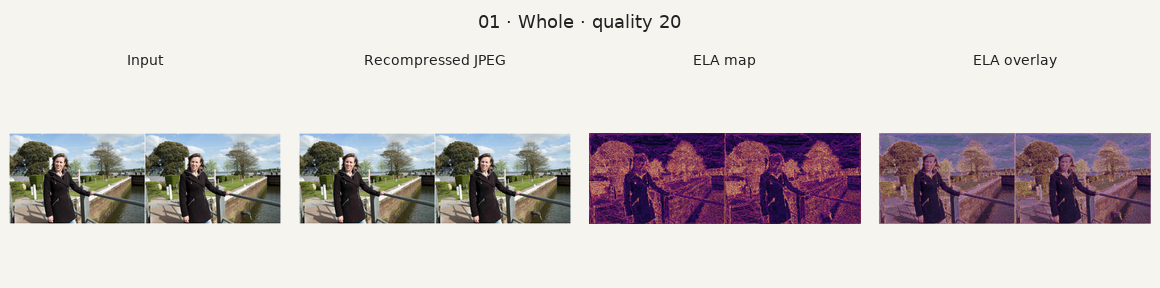 01 · Whole · quality 20
Input
Recompressed JPEG
ELA map
ELA overlay